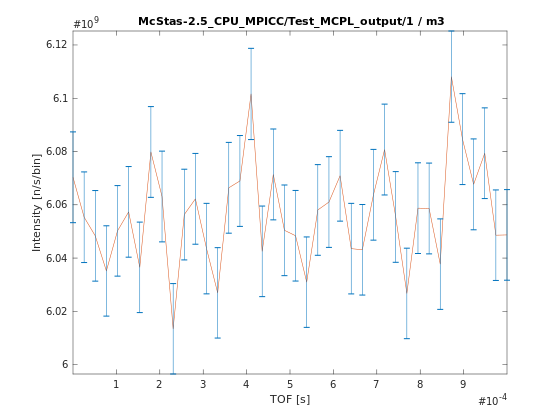 McStas-2.5_CPU_MPICC/Test_MCPL_output/1 / m3
#10^9
6.12
6.1
6.08
6.06
6.04
6.02
6
Intensity [n/s/bin]
1 2 3 4 5 6 7 8 9
TOF [s]
#10^-4